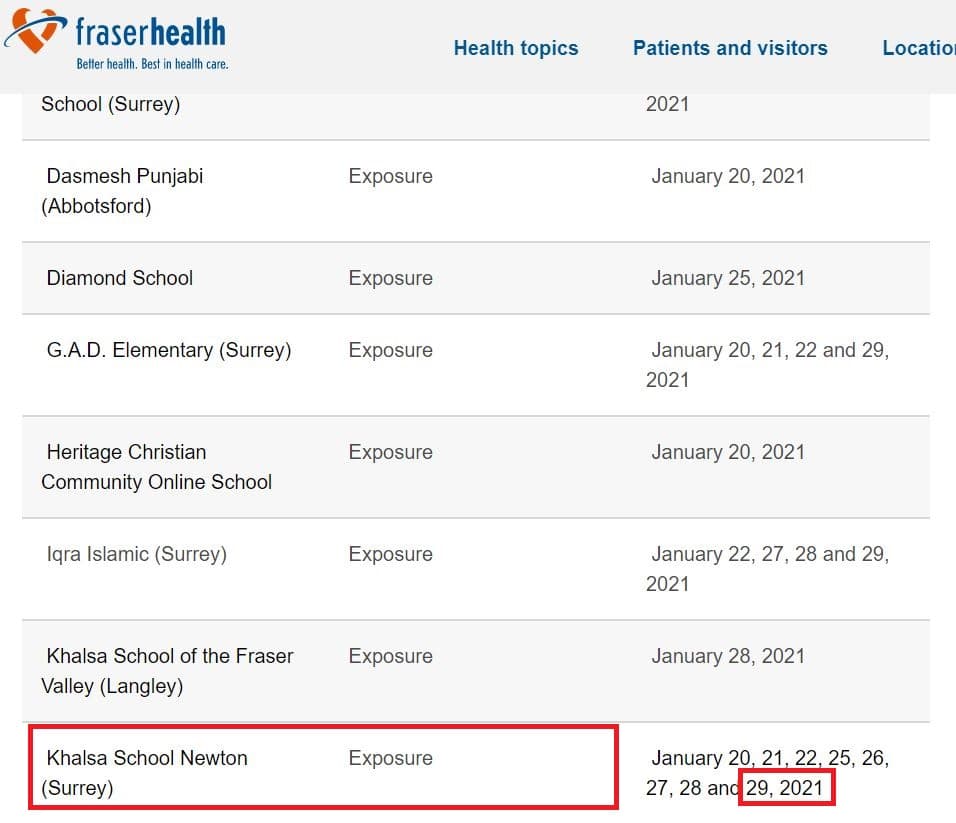 fraserhealth
Better health. Best in health care.
Health topics
Patients and visitors
Locatio
School (Surrey)
2021
Dasmesh Punjabi
(Abbotsford)
Exposure
January 20, 2021
Diamond School
Exposure
January 25, 2021
G.A.D. Elementary (Surrey)
Exposure
January 20, 21, 22 and 29,
2021
Heritage Christian
Community Online School
Exposure
January 20, 2021
Iqra Islamic (Surrey)
Exposure
January 22, 27, 28 and 29,
2021
Khalsa School of the Fraser
Valley (Langley)
Exposure
January 28, 2021
Khalsa School Newton
(Surrey)
Exposure
January 20, 21, 22, 25, 26,
27, 28 and 29, 2021